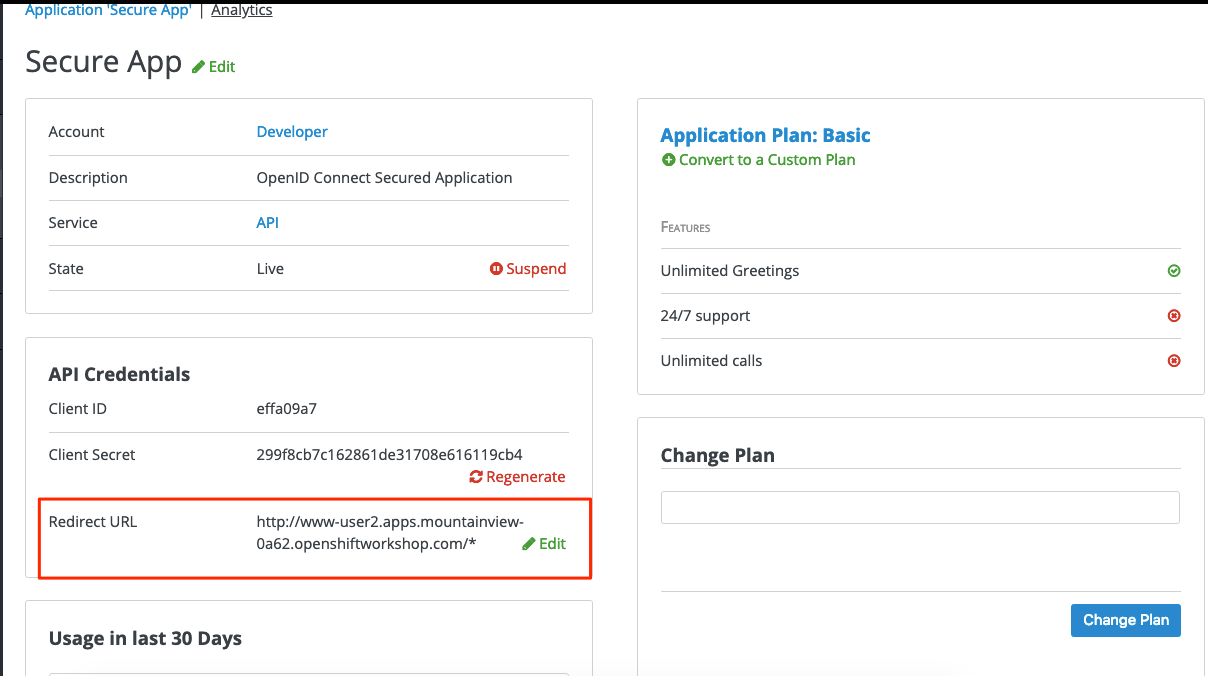 Application 'Secure App' | Analytics
Secure App Edit
Account Developer
Description OpenID Connect Secured Application
Service API
State Live Suspend
API Credentials
Client ID effa09a7
Client Secret 299f8cb7c162861de31708e616119cb4
Regenerate
Redirect URL http://www-user2.apps.mountainview-
0a62.openshiftworkshop.com/* Edit
Usage in last 30 Days
Application Plan: Basic
Convert to a Custom Plan
Features
Unlimited Greetings
24/7 support
Unlimited calls
Change Plan
Change Plan